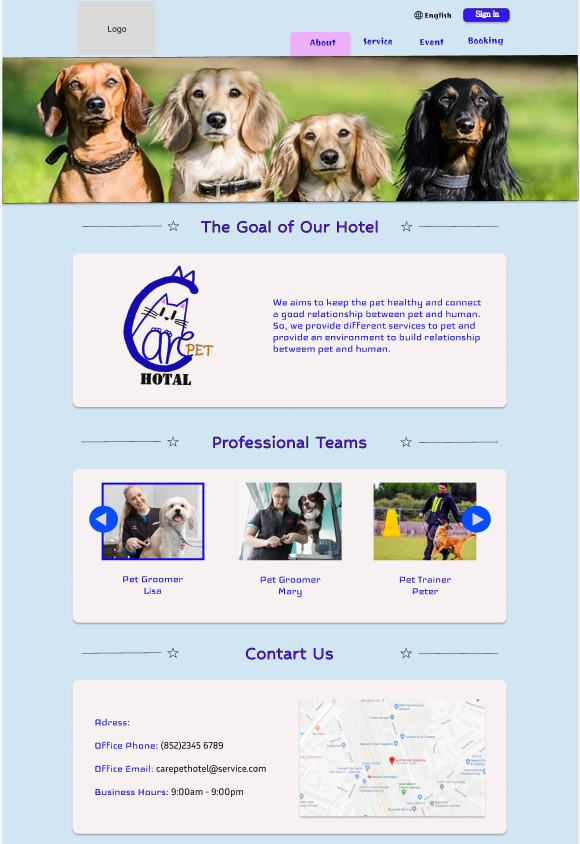 Logo
English
Sign in
About
Service
Event
Booking
The Goal of Our Hotel
Care
PET
HOTAL
We aims to keep the pet healthy and connect
a good relationship between pet and human.
So, we provide different services to pet and
provide an environment to build relationship
betweem pet and human.
Professional Teams
Pet Groomer
Lisa
Pet Groomer
Mary
Pet Trainer
Peter
Contart Us
Adress:
Office Phone: (852)2345 6789
Office Email: carepethotel@service.com
Business Hours: 9:00am - 9:00pm